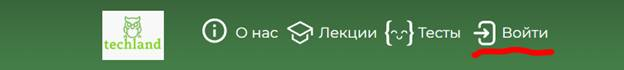 techland
О нас Лекции Тесты Войти